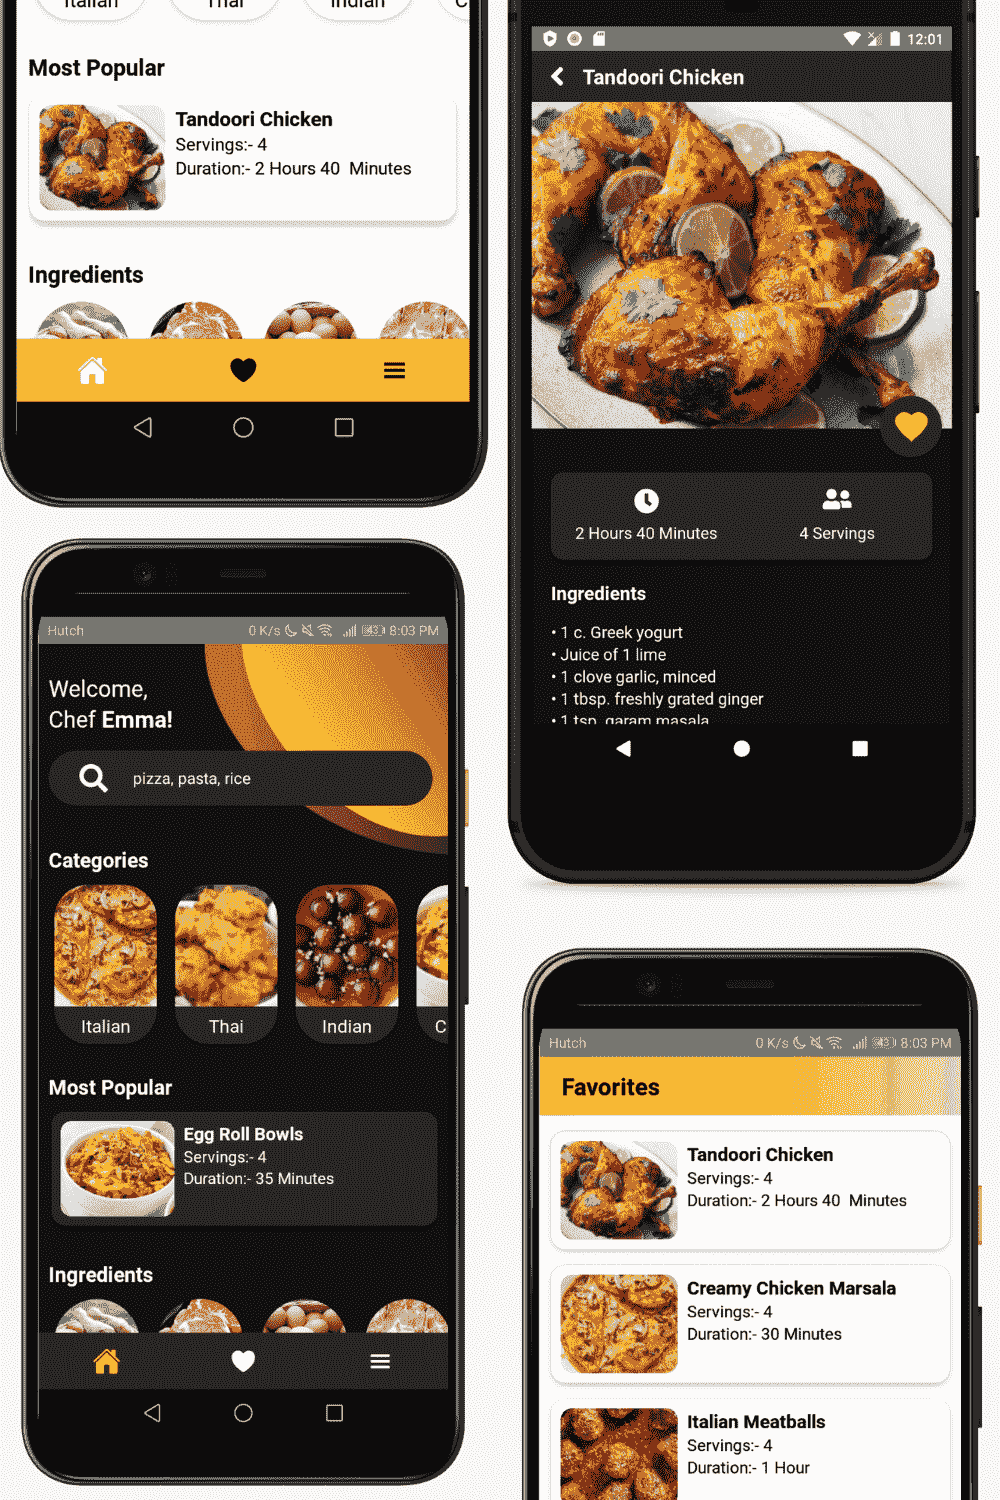 Italian
Thai
Indian
C
Most Popular
Tandoori Chicken
Servings:- 4
Duration:- 2 Hours 40  Minutes
Ingredients
12:01
Tandoori Chicken
2 Hours 40 Minutes
4 Servings
Ingredients
• 1 c. Greek yogurt
• Juice of 1 lime
• 1 clove garlic, minced
• 1 tbsp. freshly grated ginger
• 1 tsp. garam masala
Hutch
0 K/s
43
8:03 PM
Welcome,
Chef Emma!
pizza, pasta, rice
Categories
Italian
Thai
Indian
C
Most Popular
Egg Roll Bowls
Servings:- 4
Duration:- 35 Minutes
Ingredients
Hutch
0 K/s
8:03 PM
Favorites
Tandoori Chicken
Servings:- 4
Duration:- 2 Hours 40  Minutes
Creamy Chicken Marsala
Servings:- 4
Duration:- 30 Minutes
Italian Meatballs
Servings:- 4
Duration:- 1 Hour